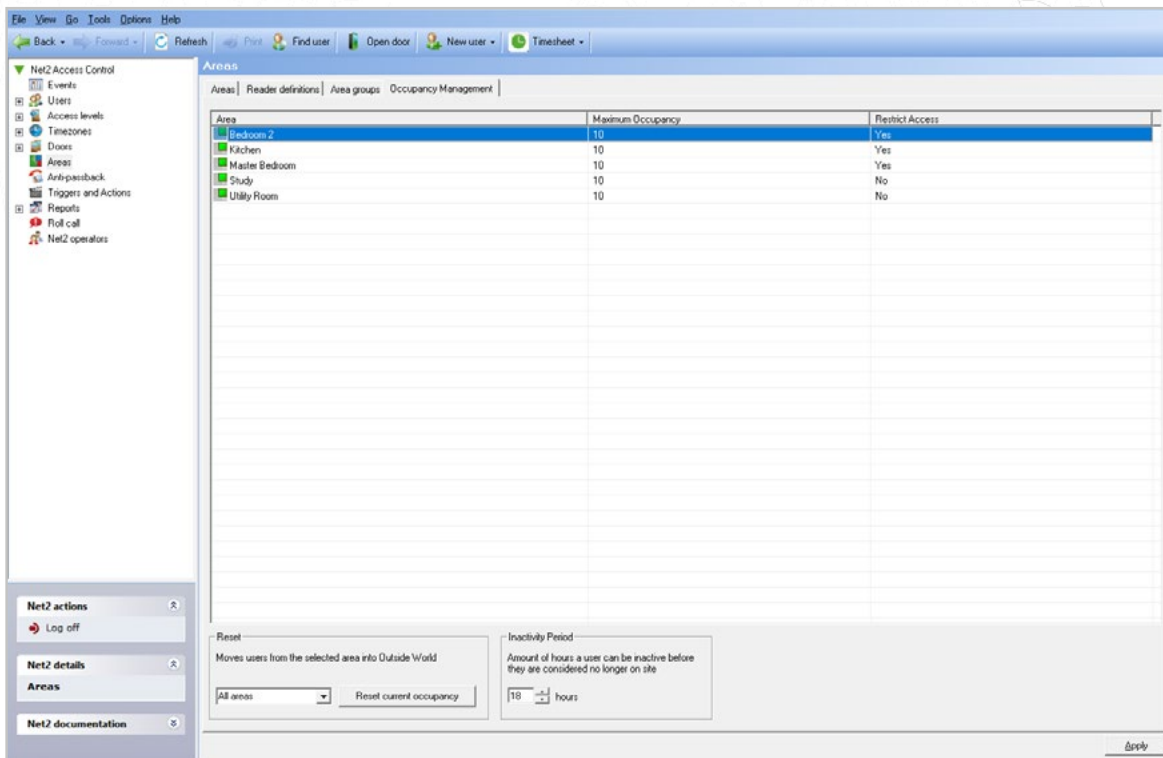 File View Go Tools Options Help
Back Forward Refresh Print Find user Open door New user Timesheet
Net2 Access Control
Events
Users
Access levels
Timezones
Doors
Areas
Anti-passback
Triggers and Actions
Reports
Roll call
Net2 operators
Net2 actions
Log off
Net2 details
Areas
Net2 documentation
Areas
Areas Reader definitions Area groups Occupancy Management
Area Maximum Occupancy Restrict Access
Bedroom 2 10 Yes
Kitchen 10 Yes
Master Bedroom 10 Yes
Study 10 No
Utility Room 10 No
Reset
Moves users from the selected area into Outside World
All areas Reset current occupancy
Inactivity Period
Amount of hours a user can be inactive before
they are considered no longer on site
18 hours
Apply